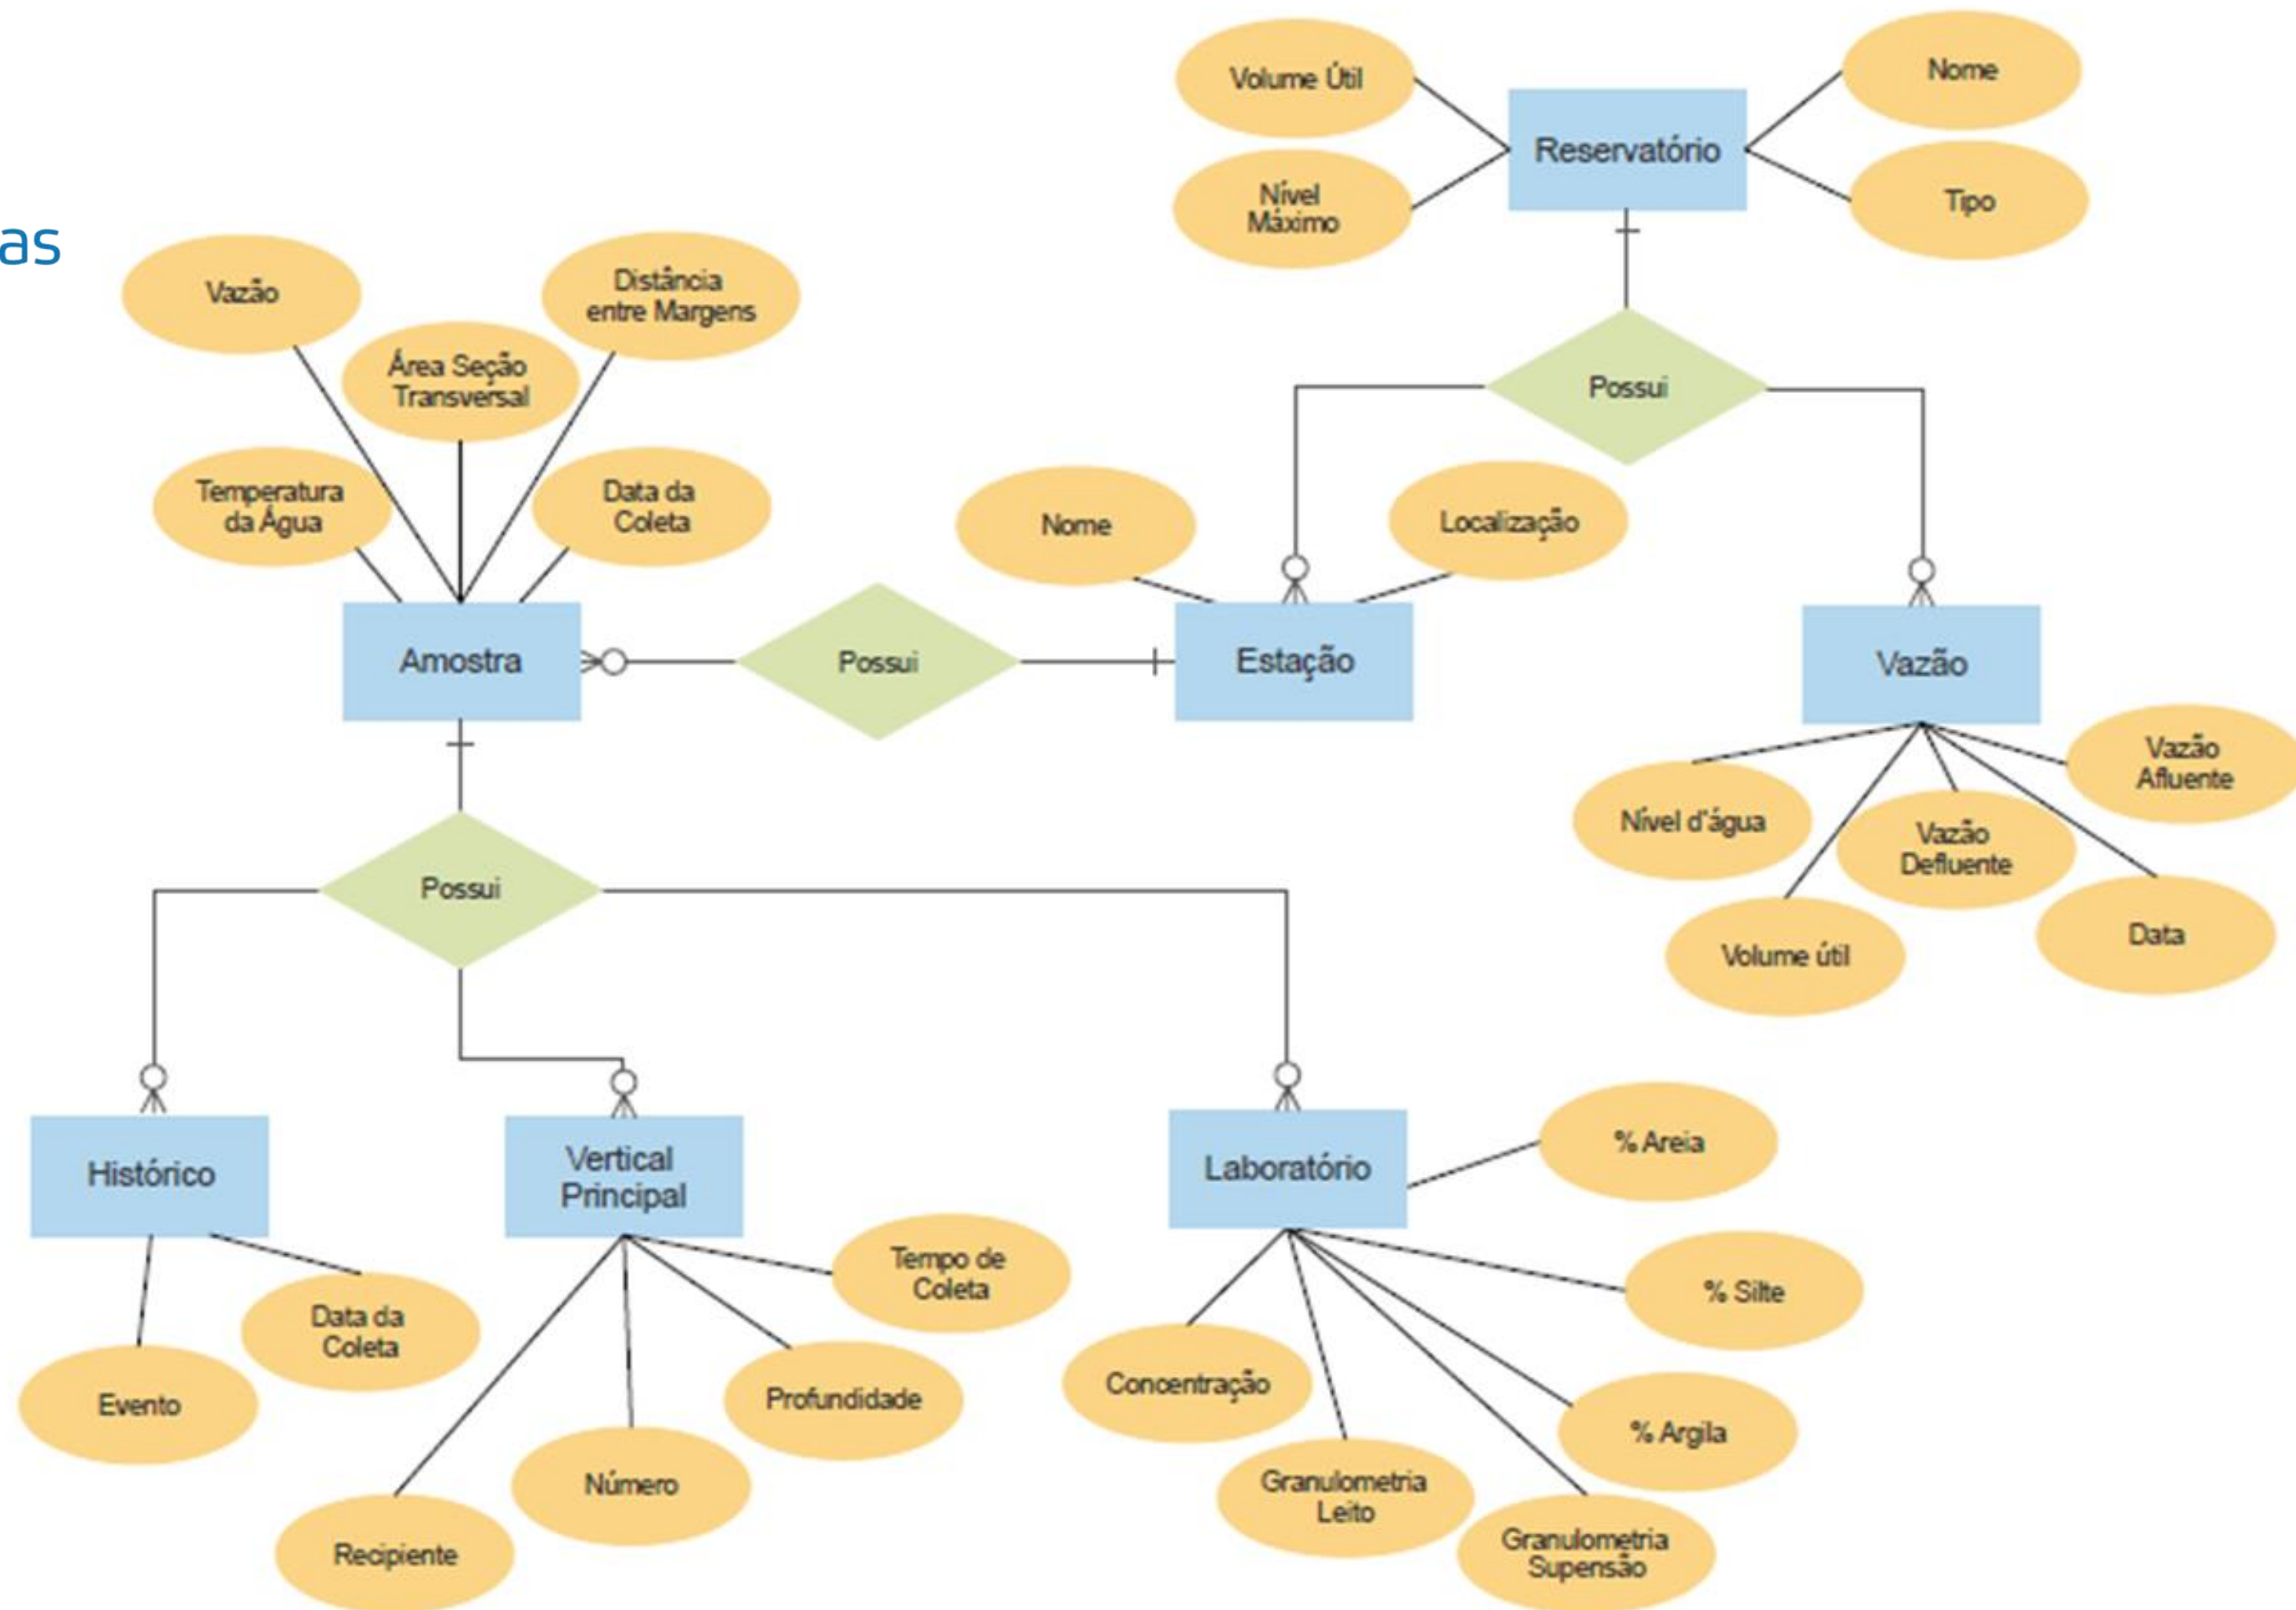 as
Volume Útil
Nome
Reservatório
Nível
Máximo
Tipo
Vazão
Distância
entre Margens
Área Seção
Transversal
Possui
Temperatura
da Água
Data da
Coleta
Nome
Localização
Amostra
Possui
Estação
Vazão
Vazão
Afluente
Nível d'água
Vazão
Defluente
Possui
Volume útil
Data
Histórico
Vertical
Principal
Laboratório
% Areia
Tempo de
Coleta
% Silte
Data da
Coleta
Evento
Profundidade
Concentração
% Argila
Número
Granulometria
Leito
Recipiente
Granulometria
Supensão